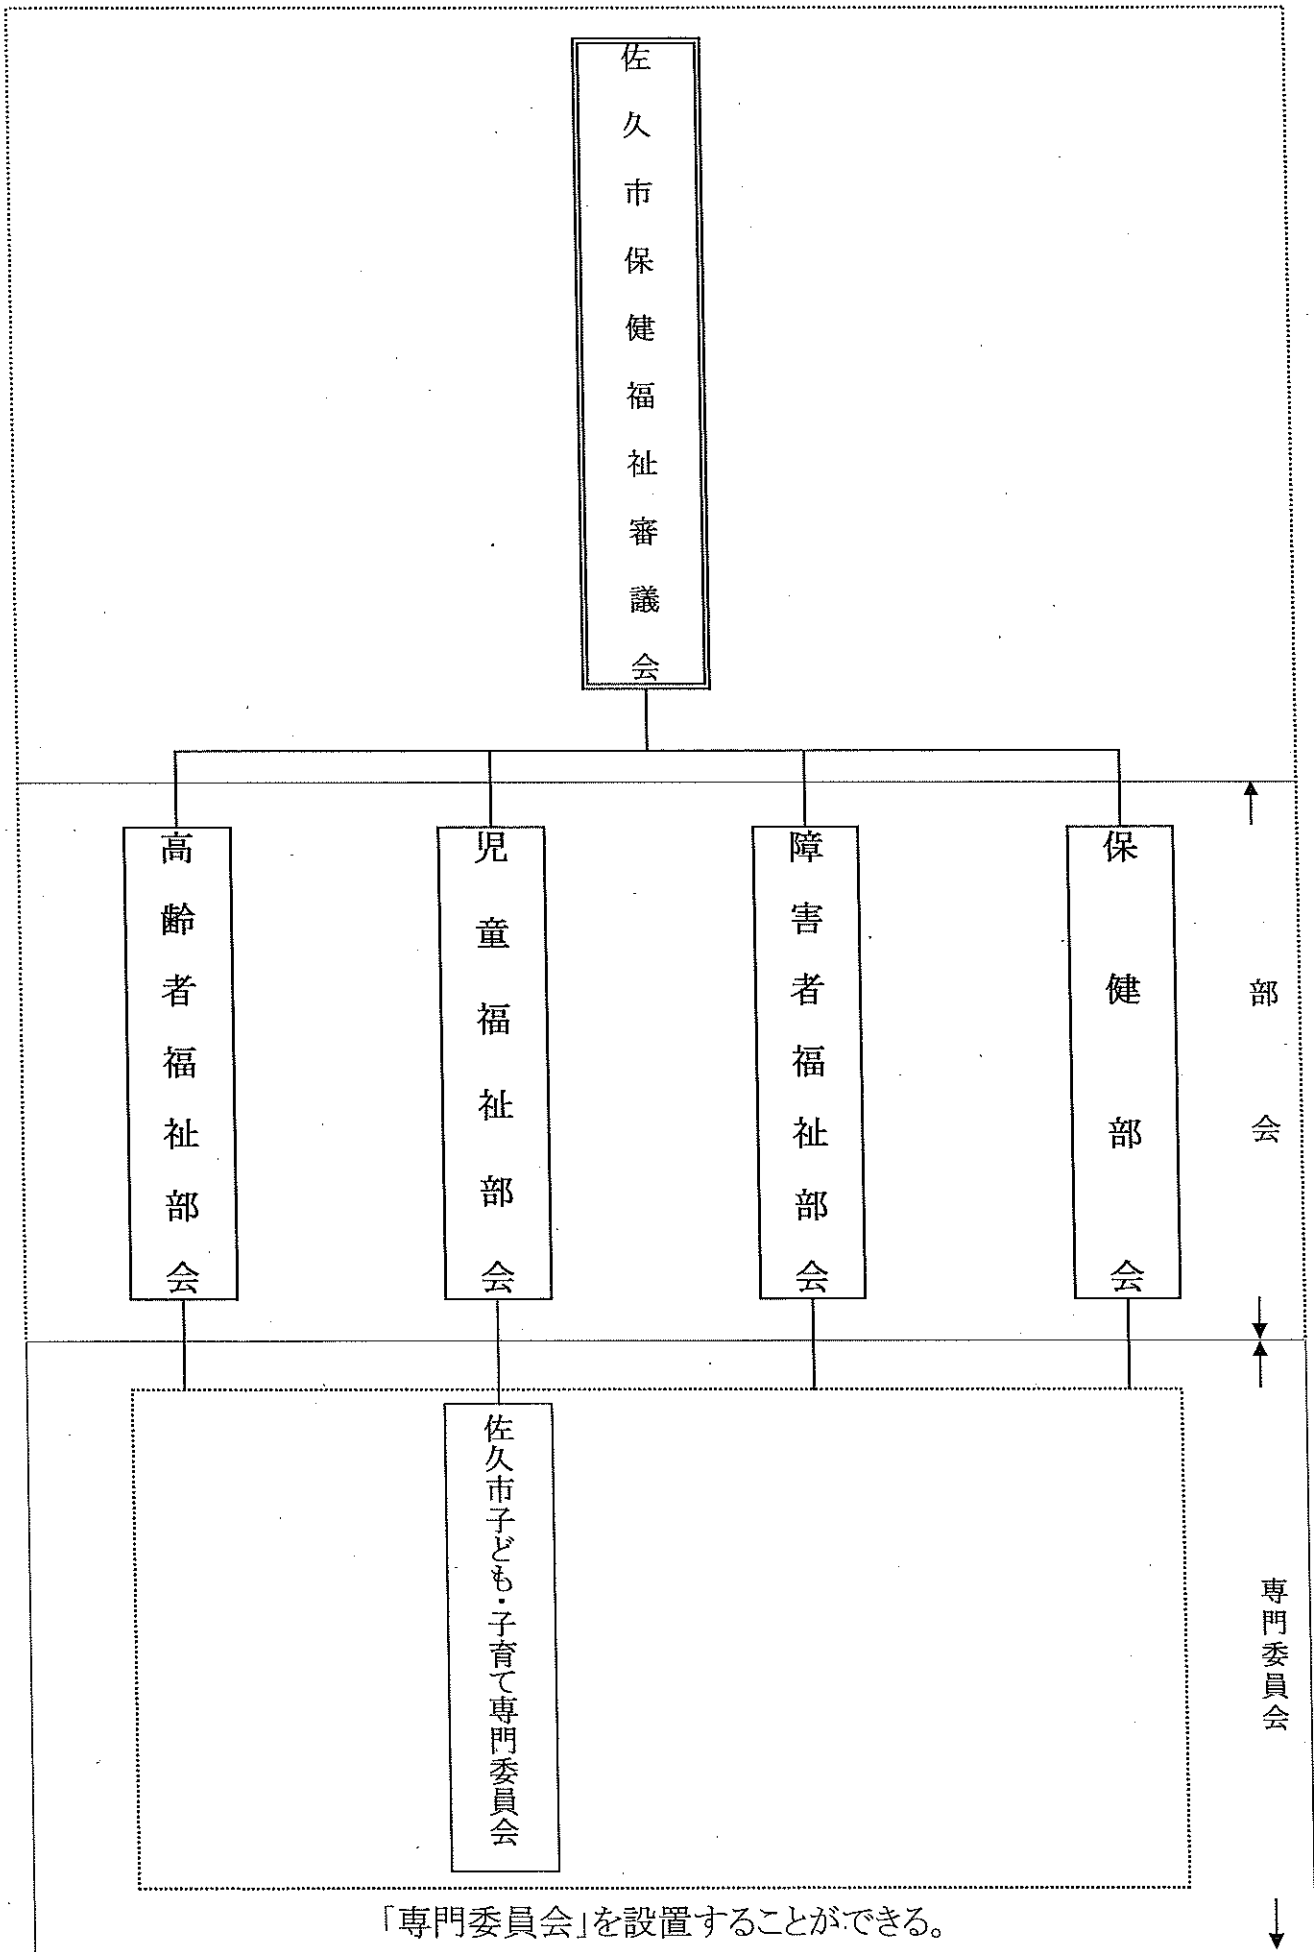 佐久市保健福祉審議会
高齢者福祉部会
児童福祉部会
障害者福祉部会
保健部会
部会
佐久市子ども・子育て専門委員会
専門委員会
「専門委員会」を設置することができる。